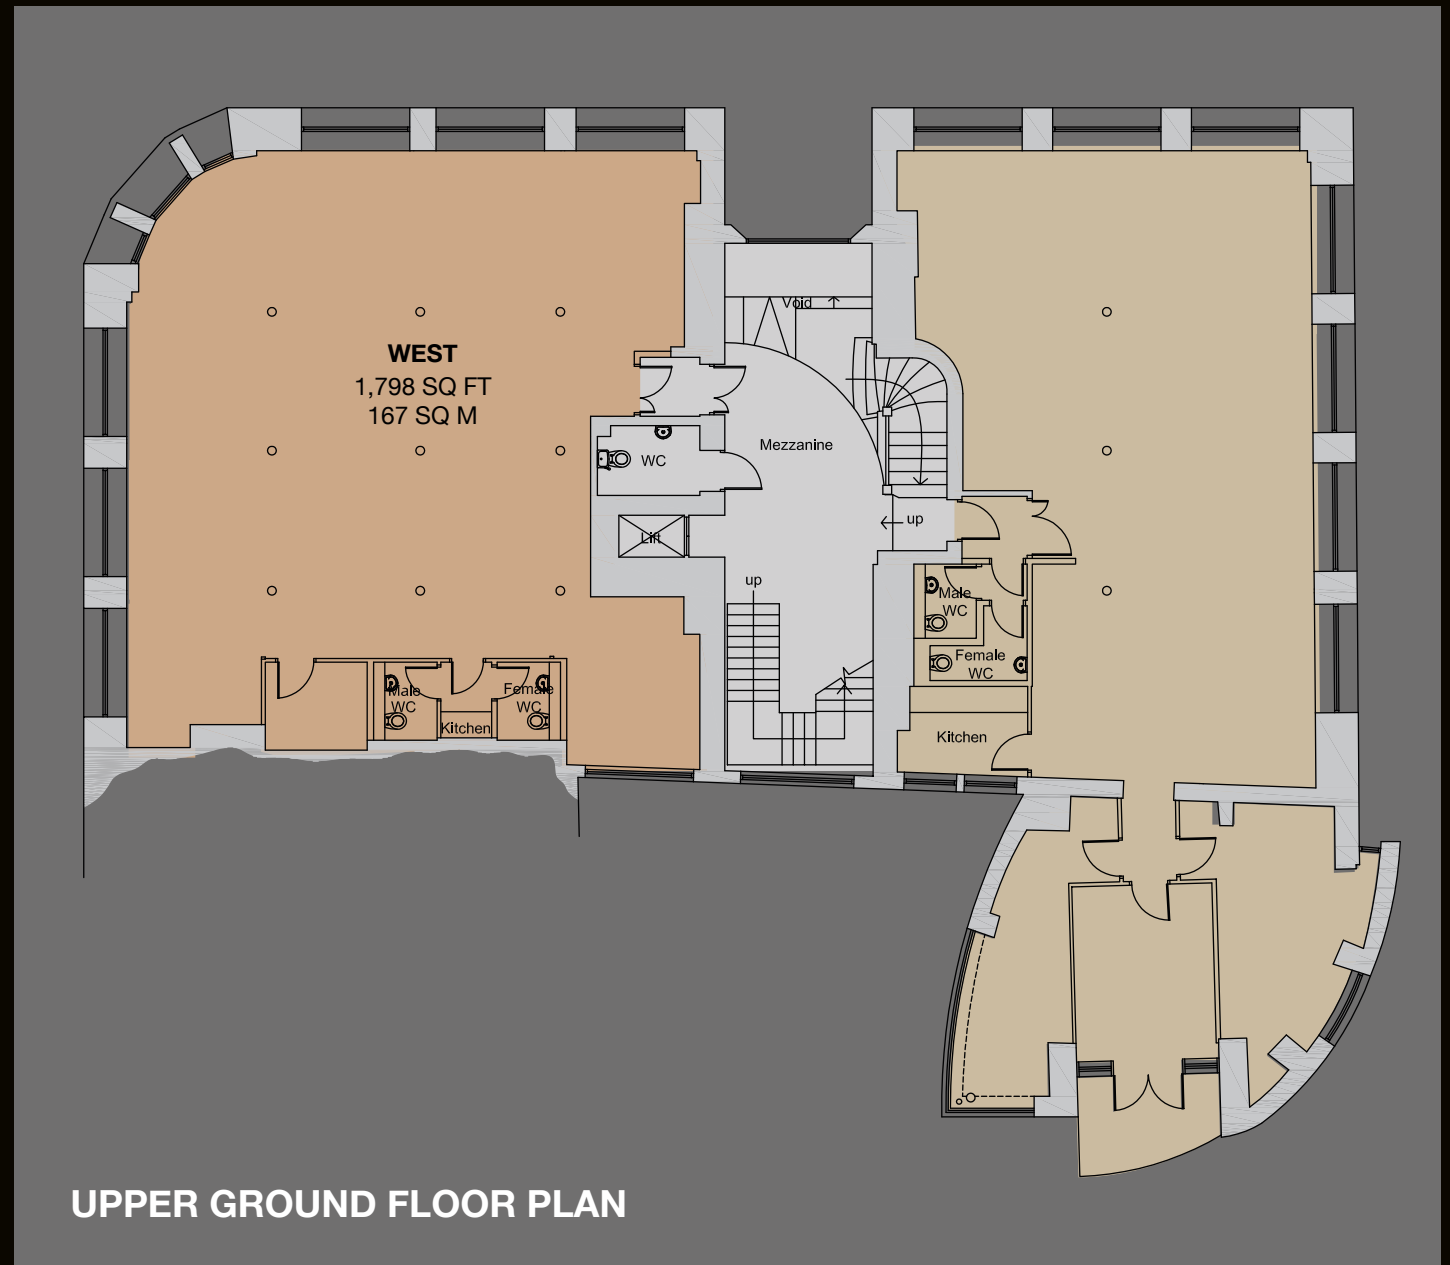 Void
WEST
1,798 SQ FT
167 SQ M
Mezzanine
WC
up
Lift
up
Male
WC
Female
WC
Male
WC
Female
WC
Kitchen
Kitchen
UPPER GROUND FLOOR PLAN